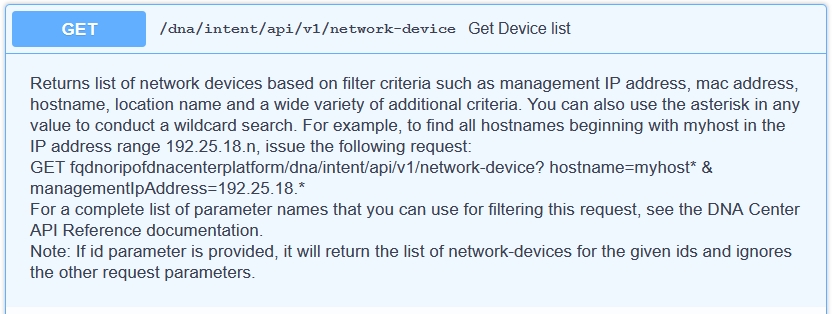 GET /dna/intent/api/v1/network-device Get Device list
Returns list of network devices based on filter criteria such as management IP address, mac address,
hostname, location name and a wide variety of additional criteria. You can also use the asterisk in any
value to conduct a wildcard search. For example, to find all hostnames beginning with myhost in the
IP address range 192.25.18.n, issue the following request:
GET fqdnoripofdnacenterplatform/dna/intent/api/v1/network-device? hostname=myhost* &
managementIpAddress=192.25.18.*
For a complete list of parameter names that you can use for filtering this request, see the DNA Center
API Reference documentation.
Note: If id parameter is provided, it will return the list of network-devices for the given ids and ignores
the other request parameters.